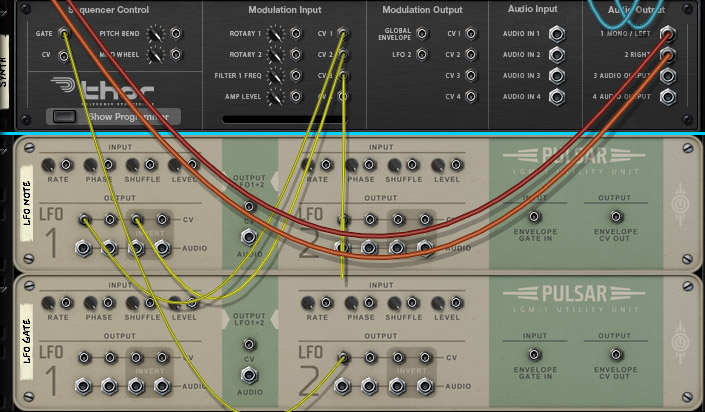 Sequencer Control
Modulation Input
Modulation Output
Audio Input
Audio Output
GATE
PITCH BEND
ROTARY 1
CV 1
GLOBAL
ENVELOPE
CV 1
AUDIO IN 1
1 MONO / LEFT
CV
MOD WHEEL
ROTARY 2
CV 2
LFO 2
CV 2
AUDIO IN 2
2 RIGHT
FILTER 1 FREQ
CV 3
CV 3
AUDIO IN 3
3 AUDIO OUTPUT
AMP LEVEL
CV 4
AUDIO IN 4
4 AUDIO OUTPUT
thor
Show Programmer
SYNTH
LFO NOTE
INPUT
RATE
PHASE
SHUFFLE
LEVEL
OUTPUT
LFO1+2
INPUT
RATE
PHASE
SHUFFLE
LEVEL
PULSAR
LGM-1 UTILITY UNIT
LFO
1
OUTPUT
CV
INVERT
AUDIO
CV
AUDIO
LFO
2
OUTPUT
CV
INVERT
AUDIO
INPUT
ENVELOPE
GATE IN
OUTPUT
ENVELOPE
CV OUT
LFO GATE
INPUT
RATE
PHASE
SHUFFLE
LEVEL
OUTPUT
LFO1+2
INPUT
RATE
PHASE
SHUFFLE
LEVEL
PULSAR
LGM-1 UTILITY UNIT
LFO
1
OUTPUT
CV
INVERT
AUDIO
CV
AUDIO
LFO
2
OUTPUT
CV
INVERT
AUDIO
INPUT
ENVELOPE
GATE IN
OUTPUT
ENVELOPE
CV OUT